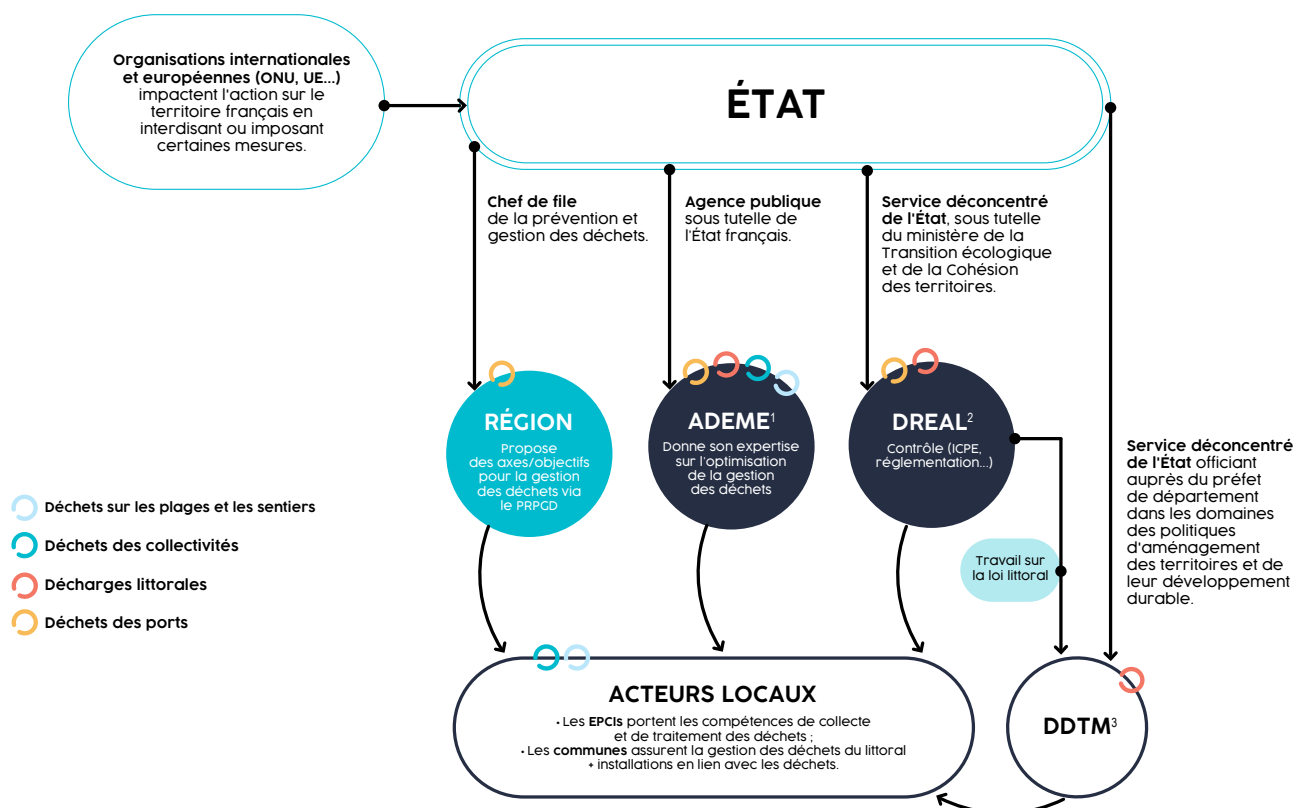 Organisations internationales
et européennes (ONU, UE...)
impactent l'action sur le
territoire français en
interdisant ou imposant
certaines mesures.
ÉTAT
Chef de file
de la prévention et
gestion des déchets.
Agence publique
sous tutelle de
l'État français.
Service déconcentré
de l'État, sous tutelle
du ministère de la
Transition écologique
et de la Cohésion
des territoires.
RÉGION
Propose
des axes/objectifs
pour la gestion
des déchets via
le PRPGD
ADEME¹
Donne son expertise
sur l'optimisation
de la gestion
des déchets
DREAL²
Contrôle (ICPE,
réglementation...)
Service déconcentré
de l'État officiant
auprès du préfet
de département
dans les domaines
des politiques
d'aménagement
des territoires et de
leur développement
durable.
Déchets sur les plages et les sentiers
Déchets des collectivités
Décharges littorales
Déchets des ports
Travail sur
la loi littoral
ACTEURS LOCAUX
• Les EPCIs portent les compétences de collecte
et de traitement des déchets ;
• Les communes assurent la gestion des déchets du littoral
+ installations en lien avec les déchets.
DDTM³